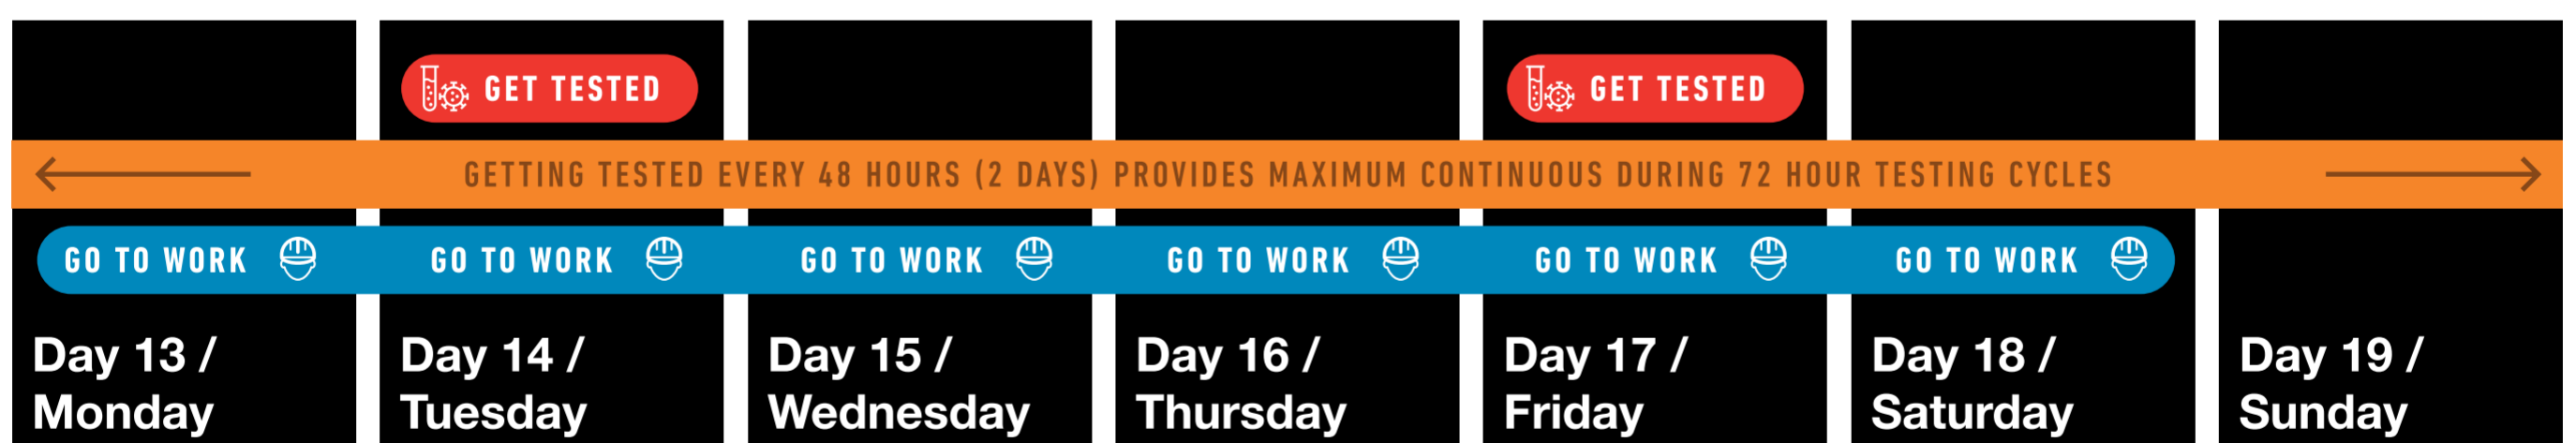 GET TESTED
GET TESTED
GETTING TESTED EVERY 48 HOURS (2 DAYS) PROVIDES MAXIMUM CONTINUOUS DURING 72 HOUR TESTING CYCLES
GO TO WORK
GO TO WORK
GO TO WORK
GO TO WORK
GO TO WORK
GO TO WORK
Day 13 /
Monday
Day 14 /
Tuesday
Day 15 /
Wednesday
Day 16 /
Thursday
Day 17 /
Friday
Day 18 /
Saturday
Day 19 /
Sunday